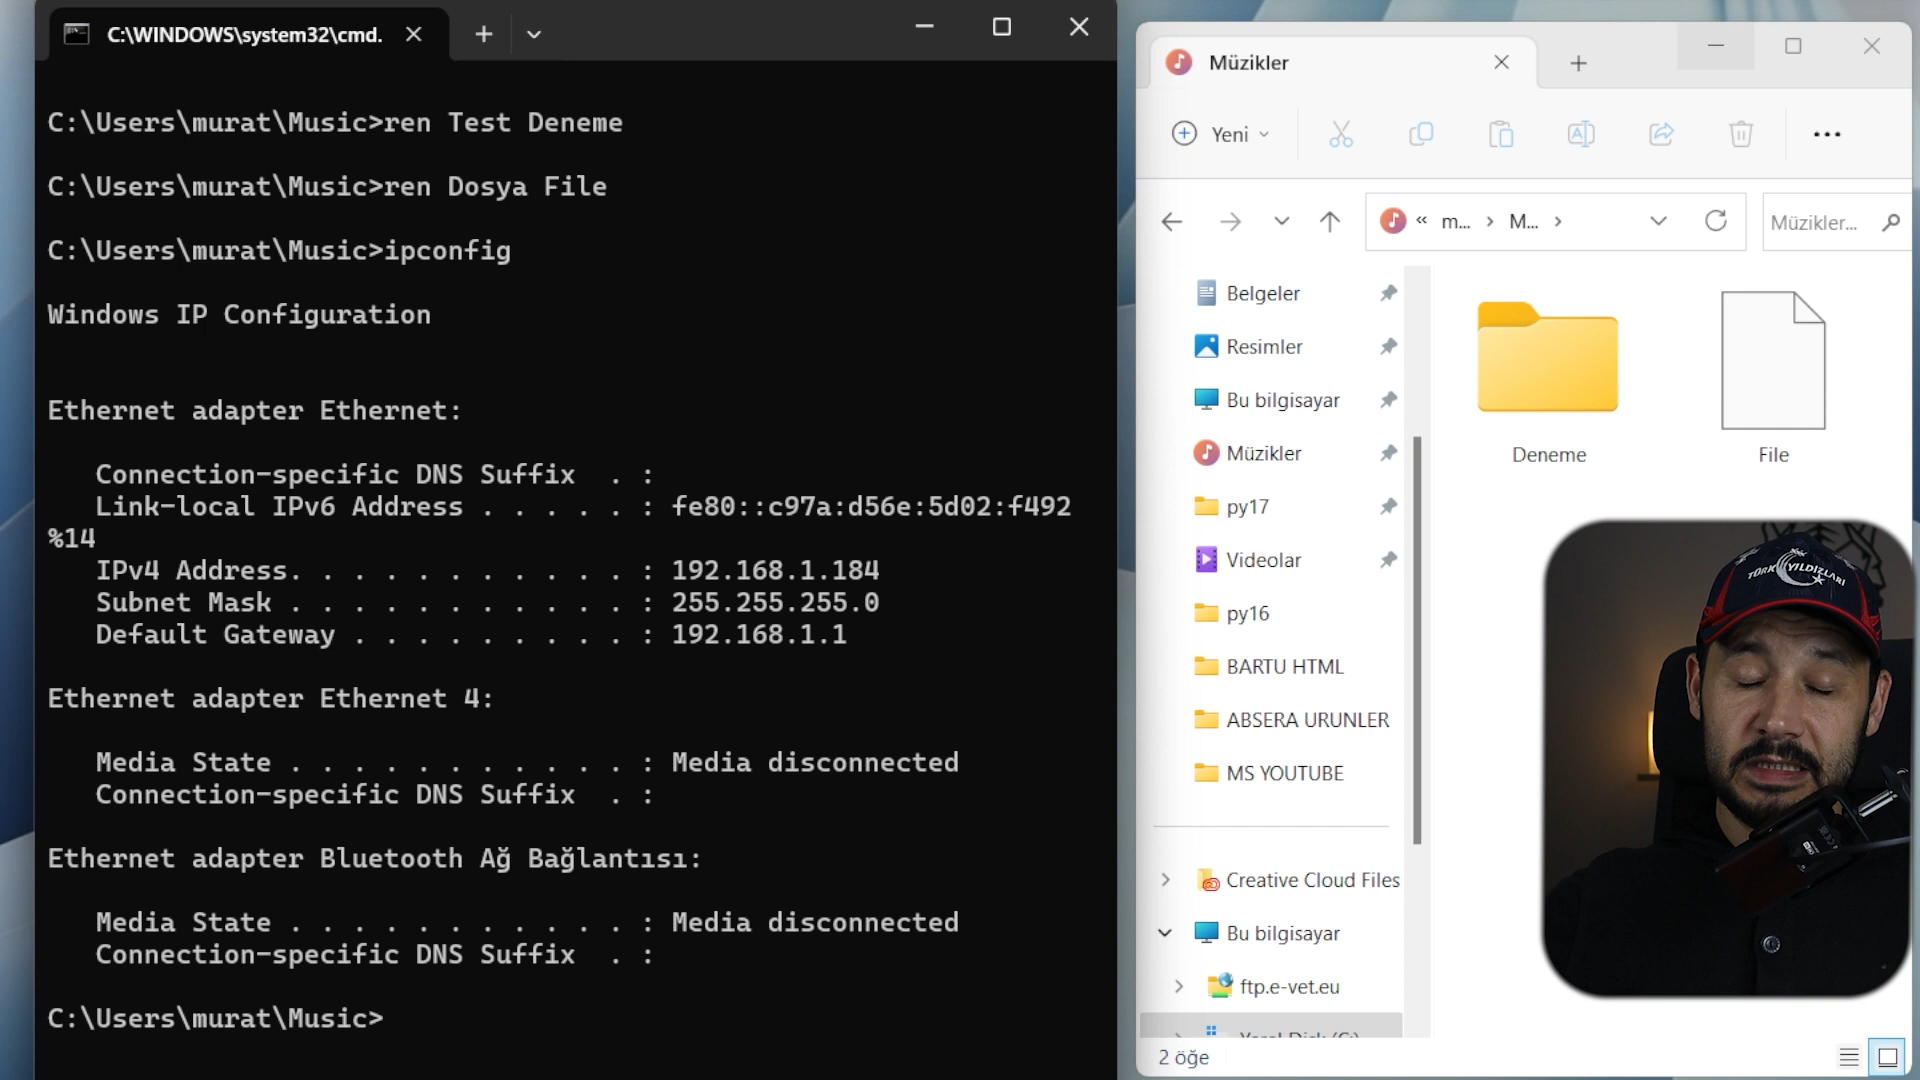 C:\WINDOWS\system32\cmd.
C:\Users\murat\Music>ren Test Deneme
C:\Users\murat\Music>ren Dosya File
C:\Users\murat\Music>ipconfig
Windows IP Configuration
Ethernet adapter Ethernet:
Connection-specific DNS Suffix . :
Link-local IPv6 Address . . . . . : fe80::c97a:d56e:5d02:f492
%14
IPv4 Address. . . . . . . . . . . : 192.168.1.184
Subnet Mask . . . . . . . . . . . : 255.255.255.0
Default Gateway . . . . . . . . . : 192.168.1.1
Ethernet adapter Ethernet 4:
Media State . . . . . . . . . . . : Media disconnected
Connection-specific DNS Suffix . :
Ethernet adapter Bluetooth Ağ Bağlantısı:
Media State . . . . . . . . . . . : Media disconnected
Connection-specific DNS Suffix . :
C:\Users\murat\Music>
Müzikler
Yeni
« m... > M... >
Müzikler...
Belgeler
Resimler
Bu bilgisayar
Müzikler
py17
Videolar
py16
BARTU HTML
ABSERA URUNLER
MS YOUTUBE
Creative Cloud Files
Bu bilgisayar
ftp.e-vet.eu
2 öğe
Deneme
File
TÜRK YILDIZLARI